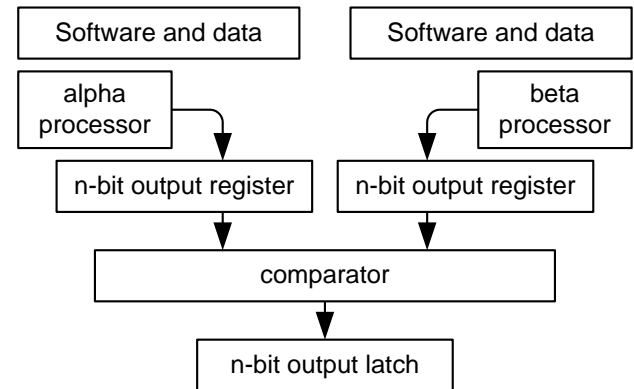 Software and data
Software and data
alpha
processor
beta
processor
n-bit output register
n-bit output register
comparator
n-bit output latch